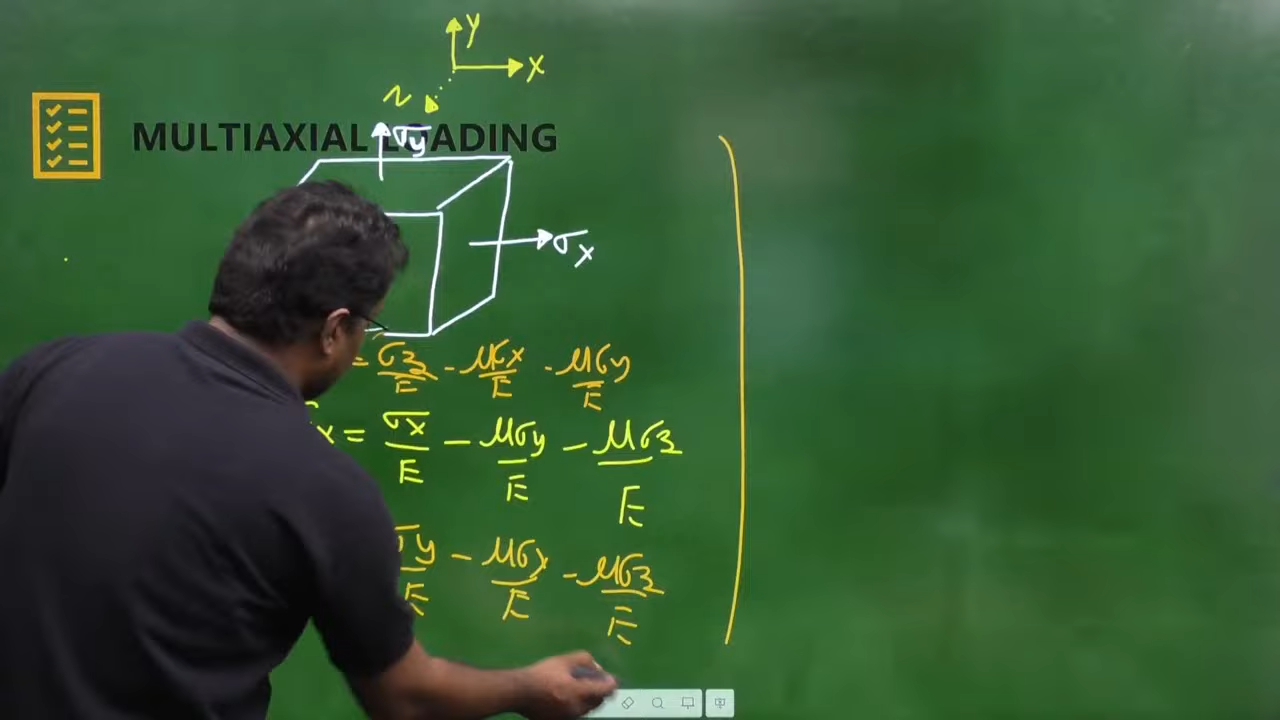 Y
X
Z
MULTIAXIAL LOADING
σy
σx
= σz/E - μσx/E - μσy/E
x = σx/E - μσy/E - μσz/E
σy/E - μσx/E - μσz/E